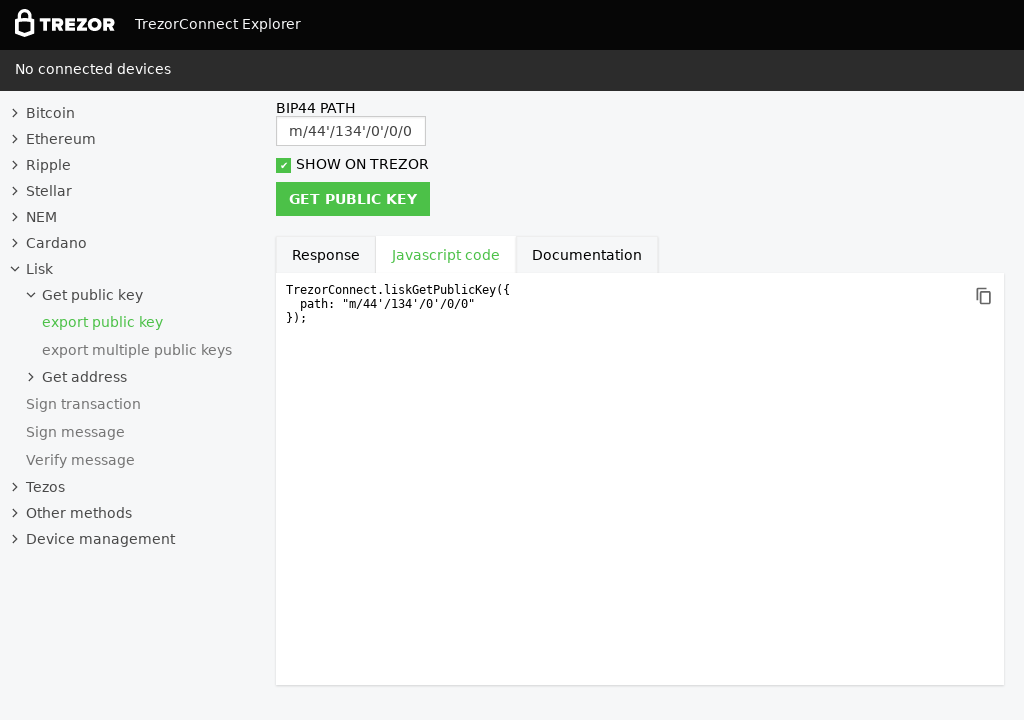 TREZOR TrezorConnect Explorer
No connected devices
Bitcoin
Ethereum
Ripple
Stellar
NEM
Cardano
Lisk
Get public key
export public key
export multiple public keys
Get address
Sign transaction
Sign message
Verify message
Tezos
Other methods
Device management
BIP44 PATH
m/44'/134'/0'/0/0
SHOW ON TREZOR
GET PUBLIC KEY
Response Javascript code Documentation
TrezorConnect.liskGetPublicKey({
  path: "m/44'/134'/0'/0/0"
});